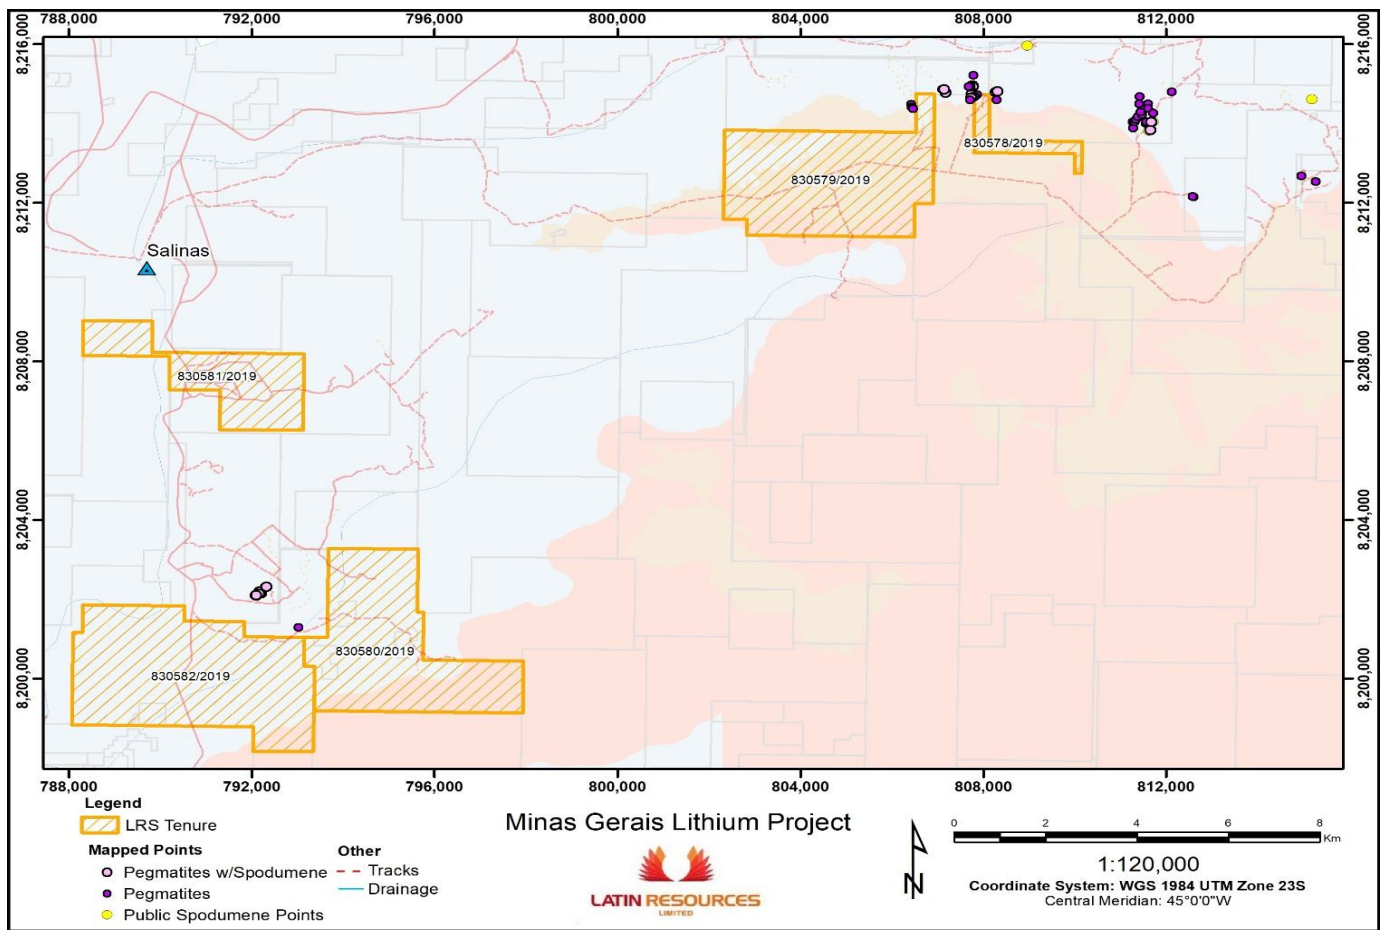 788,000 792,000 796,000 800,000 804,000 808,000 812,000
8,216,000 8,216,000
8,212,000 8,212,000
8,208,000 8,208,000
8,204,000 8,204,000
8,200,000 8,200,000
830578/2019
830579/2019
Salinas
830581/2019
830580/2019
830582/2019
788,000 792,000 796,000 800,000 804,000 808,000 812,000
Legend
LRS Tenure
Mapped Points
Pegmatites w/Spodumene
Pegmatites
Public Spodumene Points
Other
Tracks
Drainage
Minas Gerais Lithium Project
LATIN RESOURCES
LIMITED
N
0 2 4 6 8
Km
1:120,000
Coordinate System: WGS 1984 UTM Zone 23S
Central Meridian: 45°0'0"W